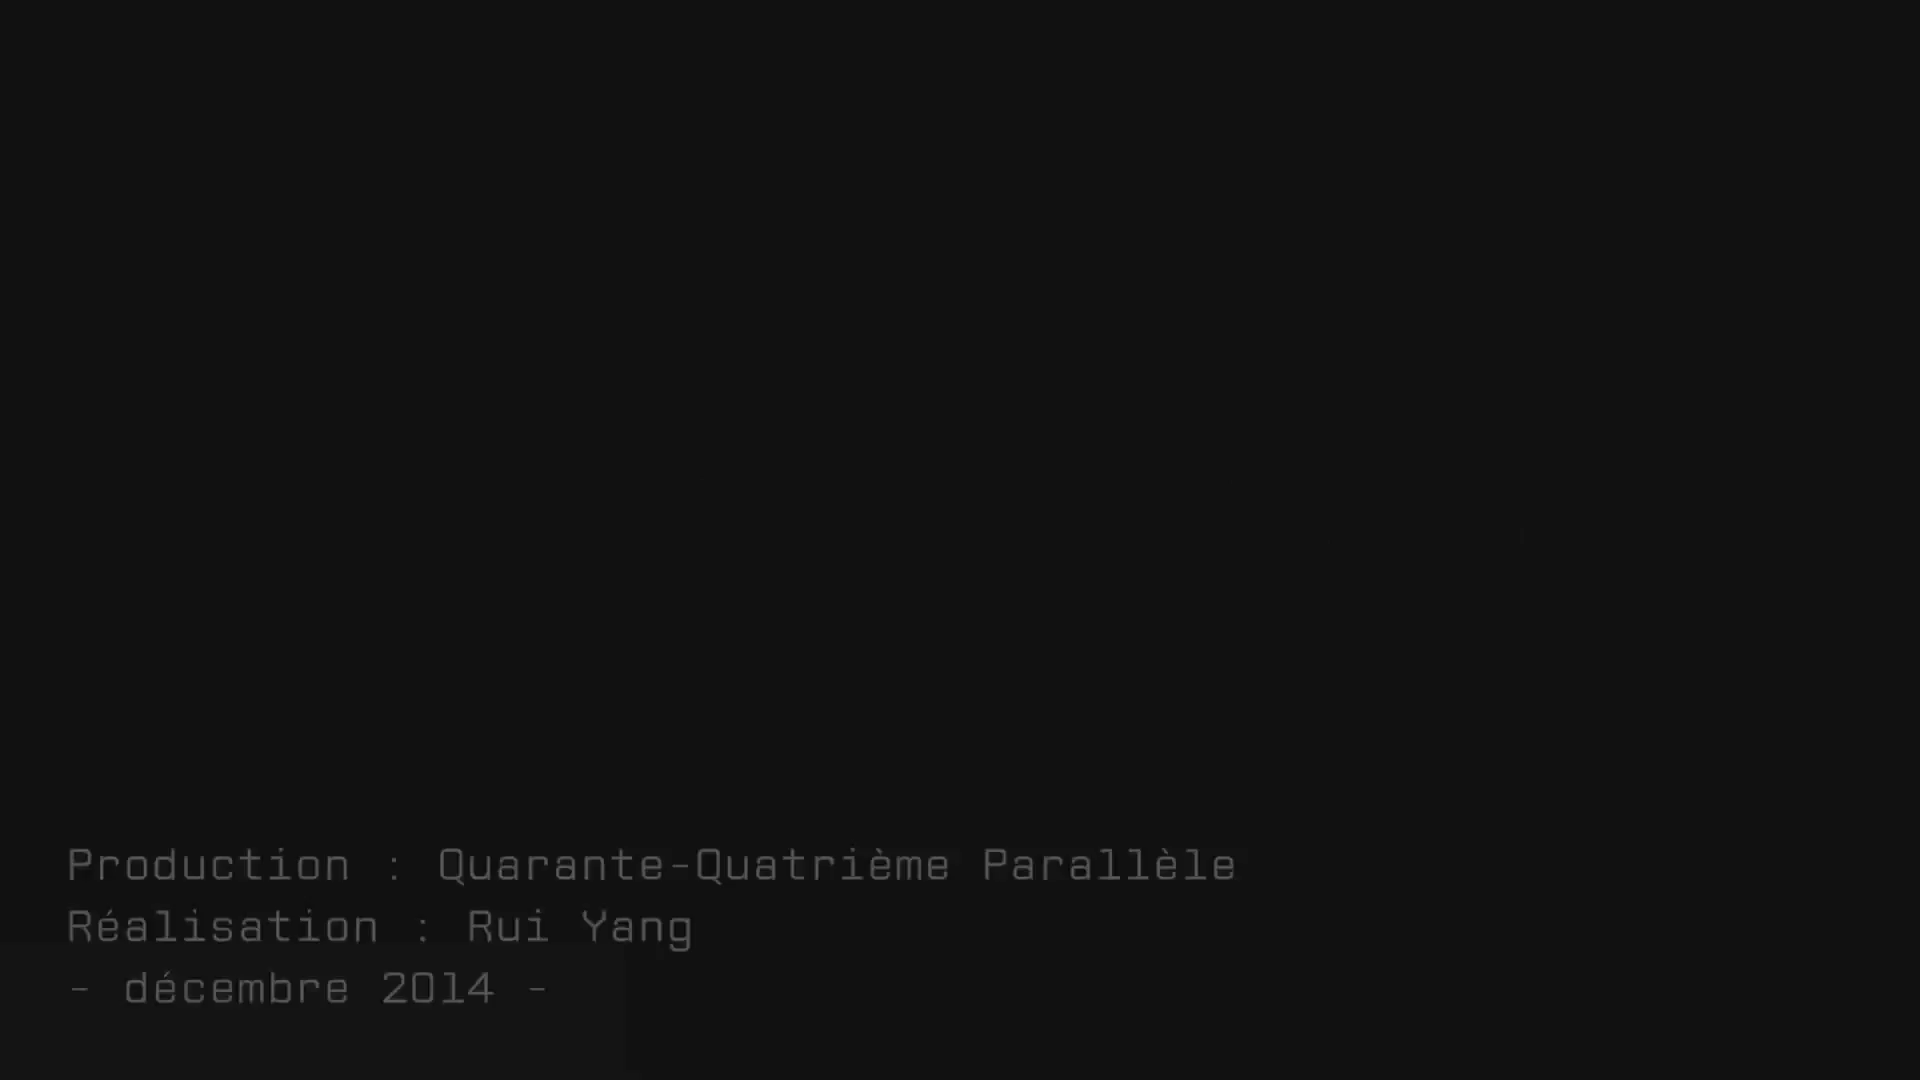 Production : Quarante-Quatrième Parallèle
Réalisation : Rui Yang
- décembre 2014 -